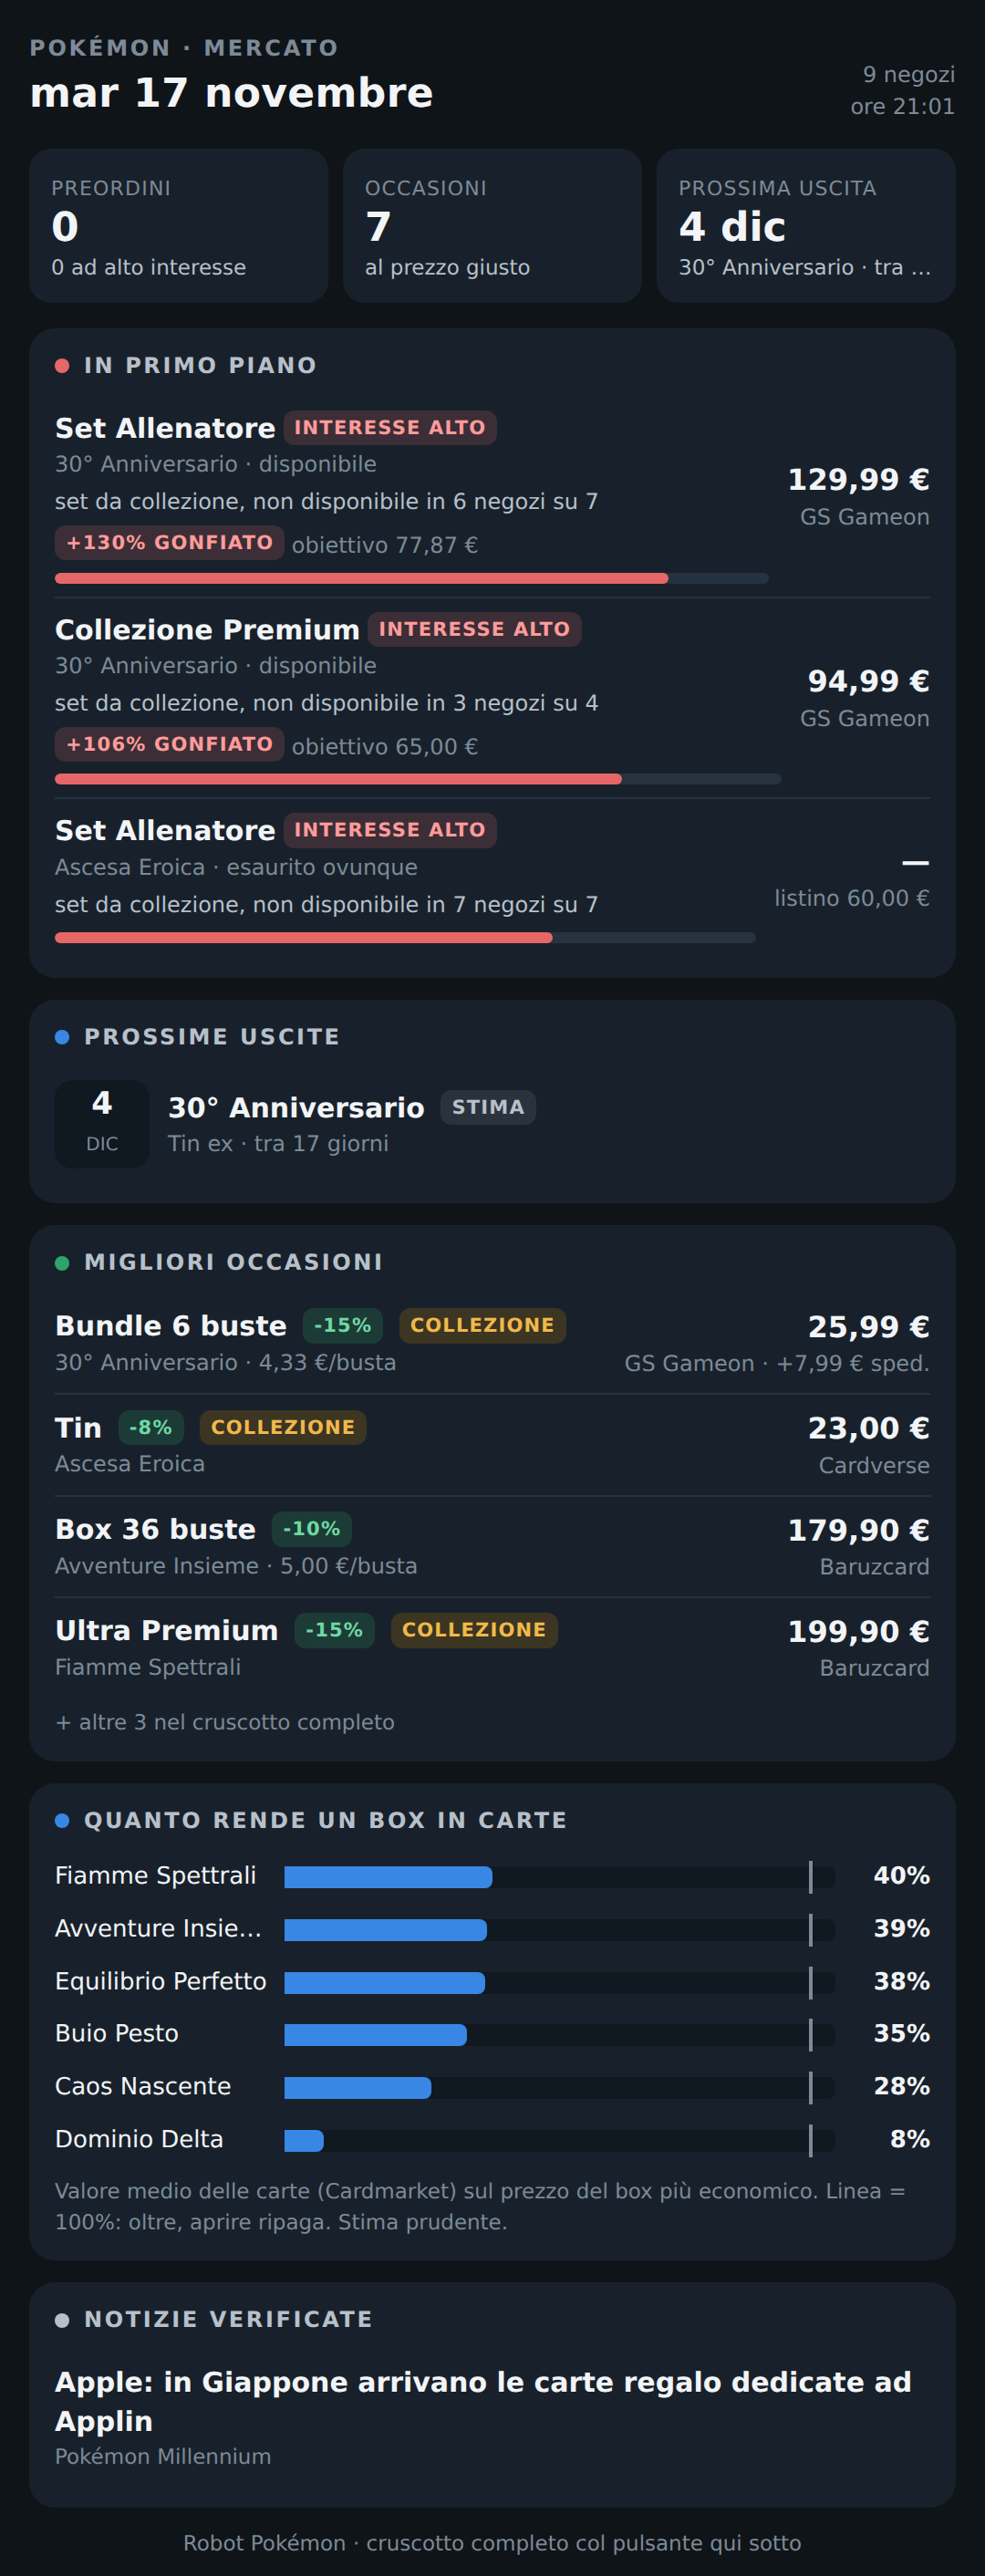 POKÉMON · MERCATO
mar 17 novembre
9 negozi
ore 21:01
PREORDINI
0
0 ad alto interesse
OCCASIONI
7
al prezzo giusto
PROSSIMA USCITA
4 dic
30° Anniversario · tra …
IN PRIMO PIANO
Set Allenatore INTERESSE ALTO
30° Anniversario · disponibile
set da collezione, non disponibile in 6 negozi su 7
+130% GONFIATO obiettivo 77,87 €
129,99 €
GS Gameon
Collezione Premium INTERESSE ALTO
30° Anniversario · disponibile
set da collezione, non disponibile in 3 negozi su 4
+106% GONFIATO obiettivo 65,00 €
94,99 €
GS Gameon
Set Allenatore INTERESSE ALTO
Ascesa Eroica · esaurito ovunque
set da collezione, non disponibile in 7 negozi su 7
—
listino 60,00 €
PROSSIME USCITE
4
DIC
30° Anniversario STIMA
Tin ex · tra 17 giorni
MIGLIORI OCCASIONI
Bundle 6 buste -15% COLLEZIONE
30° Anniversario · 4,33 €/busta
25,99 €
GS Gameon · +7,99 € sped.
Tin -8% COLLEZIONE
Ascesa Eroica
23,00 €
Cardverse
Box 36 buste -10%
Avventure Insieme · 5,00 €/busta
179,90 €
Baruzcard
Ultra Premium -15% COLLEZIONE
Fiamme Spettrali
199,90 €
Baruzcard
+ altre 3 nel cruscotto completo
QUANTO RENDE UN BOX IN CARTE
Fiamme Spettrali 40%
Avventure Insie… 39%
Equilibrio Perfetto 38%
Buio Pesto 35%
Caos Nascente 28%
Dominio Delta 8%
Valore medio delle carte (Cardmarket) sul prezzo del box più economico. Linea =
100%: oltre, aprire ripaga. Stima prudente.
NOTIZIE VERIFICATE
Apple: in Giappone arrivano le carte regalo dedicate ad
Applin
Pokémon Millennium
Robot Pokémon · cruscotto completo col pulsante qui sotto